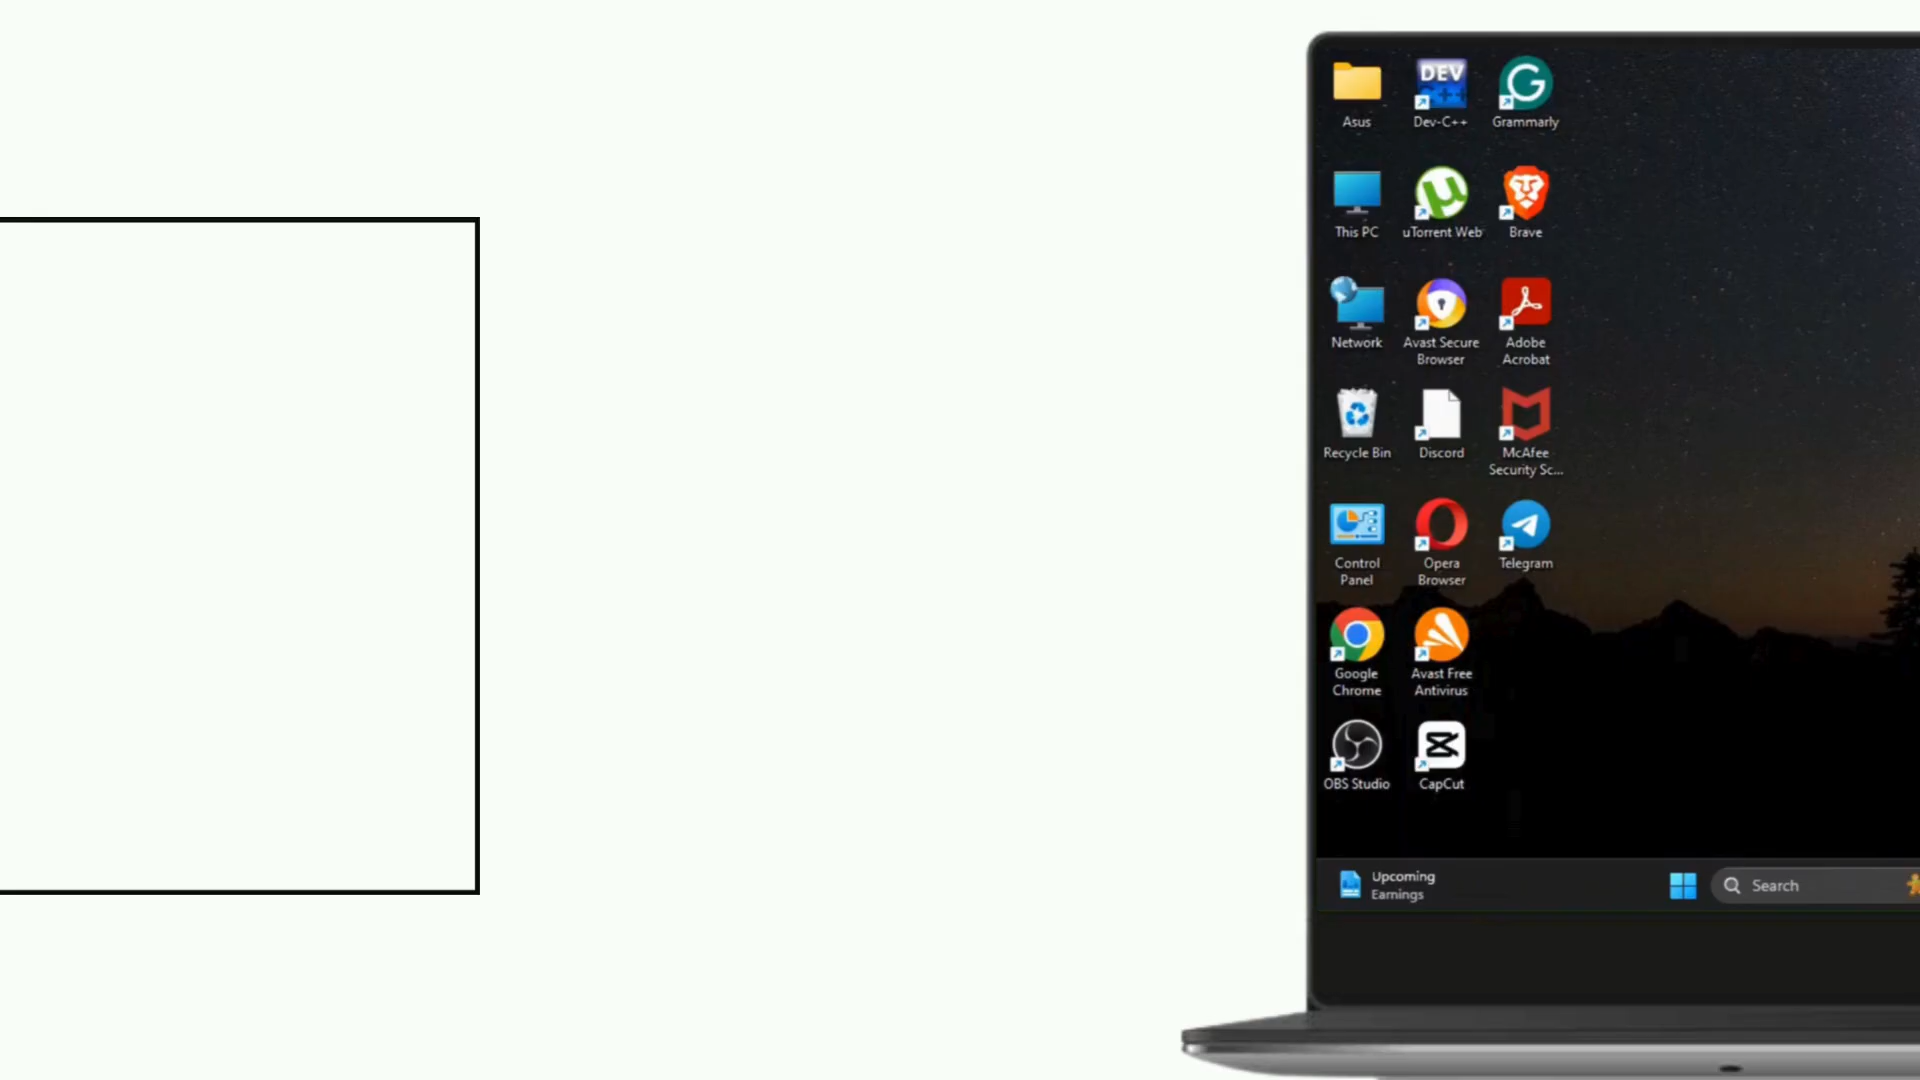 Asus
DEV
C++
Dev-C++
Grammarly
This PC
uTorrent Web
Brave
Network
Avast Secure
Browser
Adobe
Acrobat
Recycle Bin
Discord
McAfee
Security Sc...
Control
Panel
Opera
Browser
Telegram
Google
Chrome
Avast Free
Antivirus
OBS Studio
CapCut
Upcoming
Earnings
Search